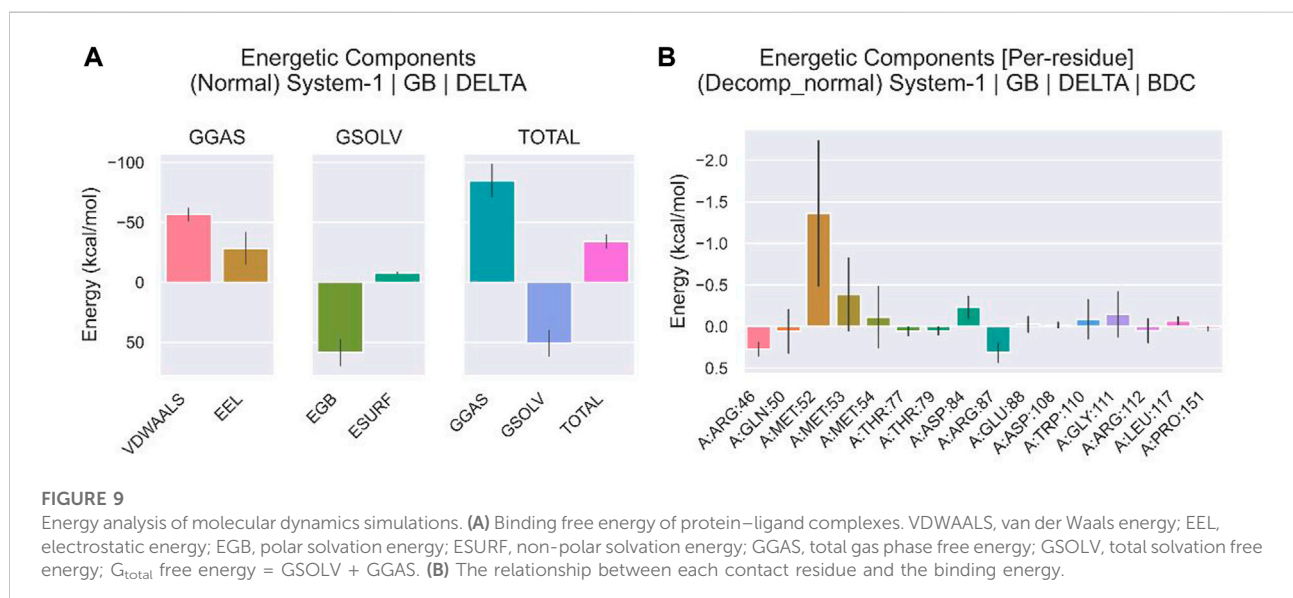 A
Energetic Components
(Normal) System-1 | GB | DELTA
GGAS
GSOLV
TOTAL
Energy (kcal/mol)
−100
−50
0
50
VDWAALS
EEL
EGB
ESURF
GGAS
GSOLV
TOTAL
B
Energetic Components [Per-residue]
(Decomp_normal) System-1 | GB | DELTA | BDC
Energy (kcal/mol)
−2.0
−1.5
−1.0
−0.5
0.0
0.5
A:ARG:46
A:GLN:50
A:MET:52
A:MET:53
A:MET:54
A:THR:77
A:THR:79
A:ASP:84
A:ARG:87
A:GLU:88
A:ASP:108
A:TRP:110
A:GLY:111
A:ARG:112
A:LEU:117
A:PRO:151
FIGURE 9
Energy analysis of molecular dynamics simulations. (A) Binding free energy of protein–ligand complexes. VDWAALS, van der Waals energy; EEL,
electrostatic energy; EGB, polar solvation energy; ESURF, non-polar solvation energy; GGAS, total gas phase free energy; GSOLV, total solvation free
energy; Gtotal free energy = GSOLV + GGAS. (B) The relationship between each contact residue and the binding energy.